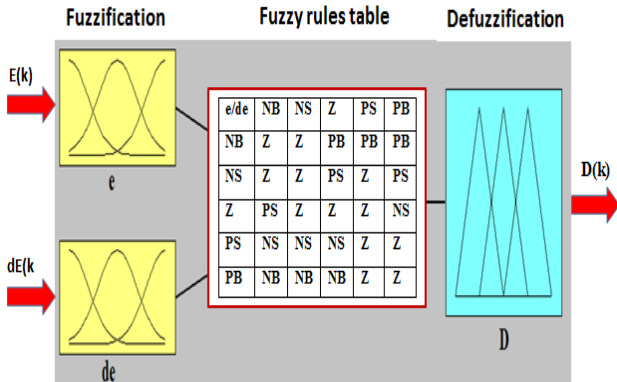 Fuzzification
Fuzzy rules table
Defuzzification
E(k)
e
dE(k
de
e/de NB NS Z PS PB
NB Z Z PB PB PB
NS Z Z PS Z PS
Z PS Z Z Z NS
PS NS NS NS Z Z
PB NB NB NB Z Z
D
D(k)